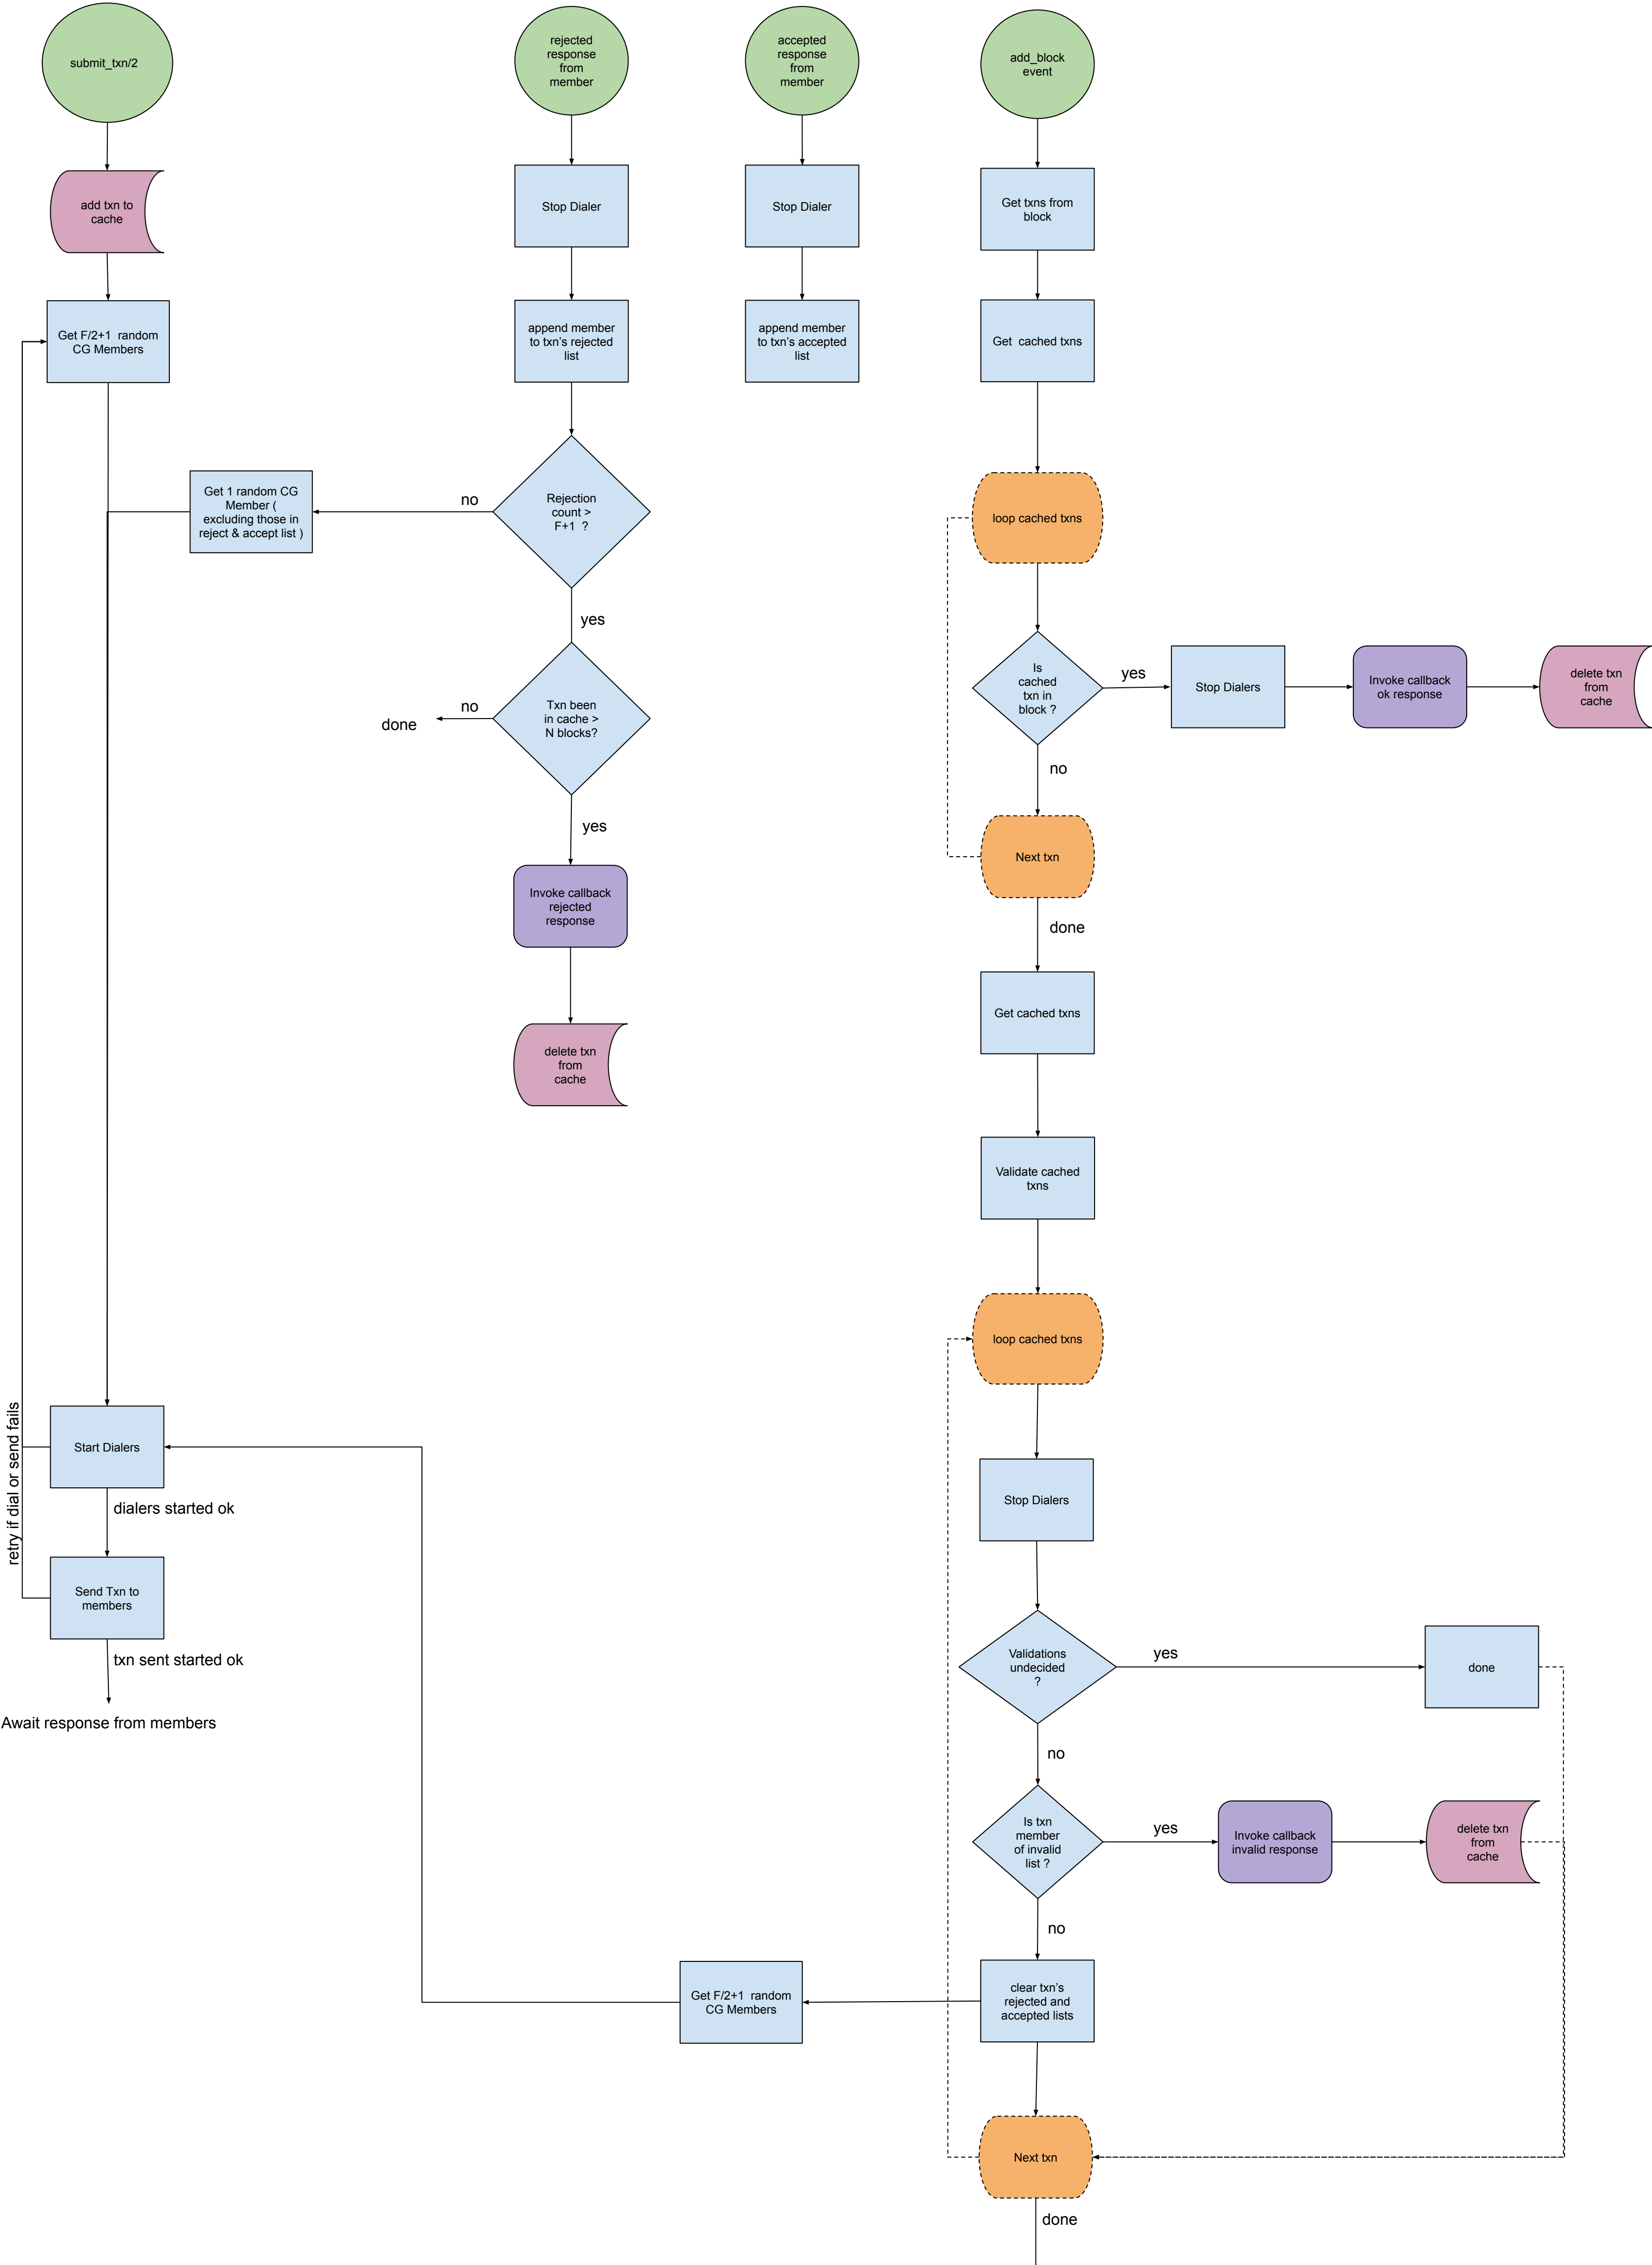 submit_txn/2
add txn to
cache
Get F/2+1 random
CG Members
Get 1 random CG
Member (
excluding those in
reject & accept list )
Start Dialers
retry if dial or send fails
dialers started ok
Send Txn to
members
txn sent started ok
Await response from members
rejected
response
from
member
Stop Dialer
append member
to txn's rejected
list
Rejection
count >
F+1 ?
no
yes
Txn been
in cache >
N blocks?
no
done
yes
Invoke callback
rejected
response
delete txn
from
cache
accepted
response
from
member
Stop Dialer
append member
to txn's accepted
list
add_block
event
Get txns from
block
Get cached txns
loop cached txns
Is
cached
txn in
block ?
yes
Stop Dialers
Invoke callback
ok response
delete txn
from
cache
no
Next txn
done
Get cached txns
Validate cached
txns
loop cached txns
Stop Dialers
Validations
undecided
?
yes
done
no
Is txn
member
of invalid
list ?
yes
Invoke callback
invalid response
delete txn
from
cache
no
clear txn's
rejected and
accepted lists
Get F/2+1 random
CG Members
Next txn
done